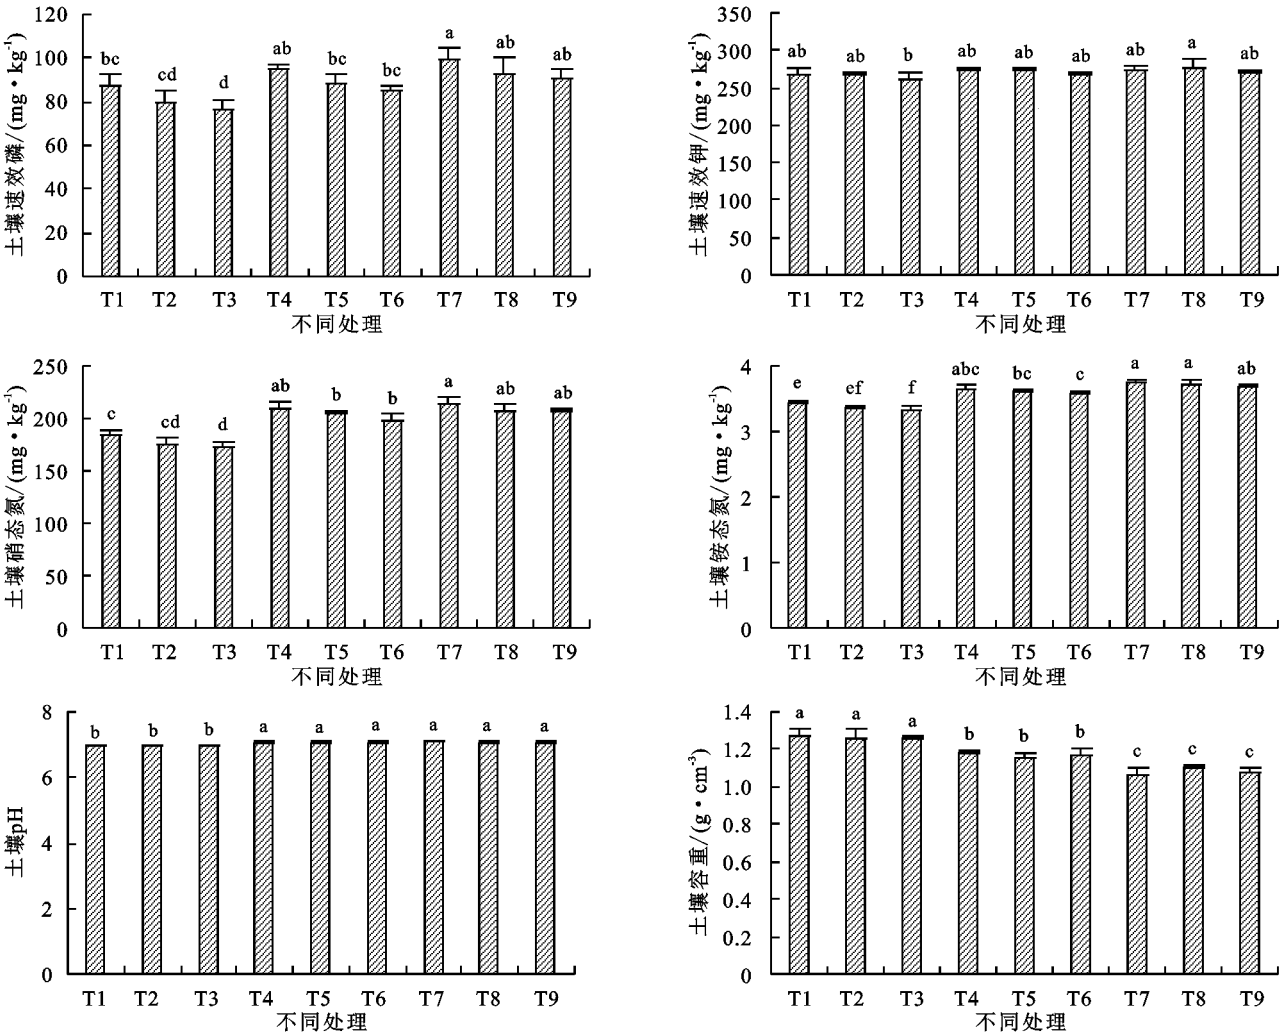 土壤速效磷/(mg·kg⁻¹)
120
100
80
60
40
20
0
bc cd d ab bc bc a ab ab
T1 T2 T3 T4 T5 T6 T7 T8 T9
不同处理
土壤速效钾/(mg·kg⁻¹)
350
300
250
200
150
100
50
0
ab ab b ab ab ab ab a ab
T1 T2 T3 T4 T5 T6 T7 T8 T9
不同处理
土壤硝态氮/(mg·kg⁻¹)
250
200
150
100
50
0
c cd d ab b b a ab ab
T1 T2 T3 T4 T5 T6 T7 T8 T9
不同处理
土壤铵态氮/(mg·kg⁻¹)
4
3
2
1
0
e ef f abc bc c a a ab
T1 T2 T3 T4 T5 T6 T7 T8 T9
不同处理
土壤pH
8
6
4
2
0
b b b a a a a a a
T1 T2 T3 T4 T5 T6 T7 T8 T9
不同处理
土壤容重/(g·cm⁻³)
1.4
1.2
1.0
0.8
0.6
0.4
0.2
0
a a a b b b c c c
T1 T2 T3 T4 T5 T6 T7 T8 T9
不同处理